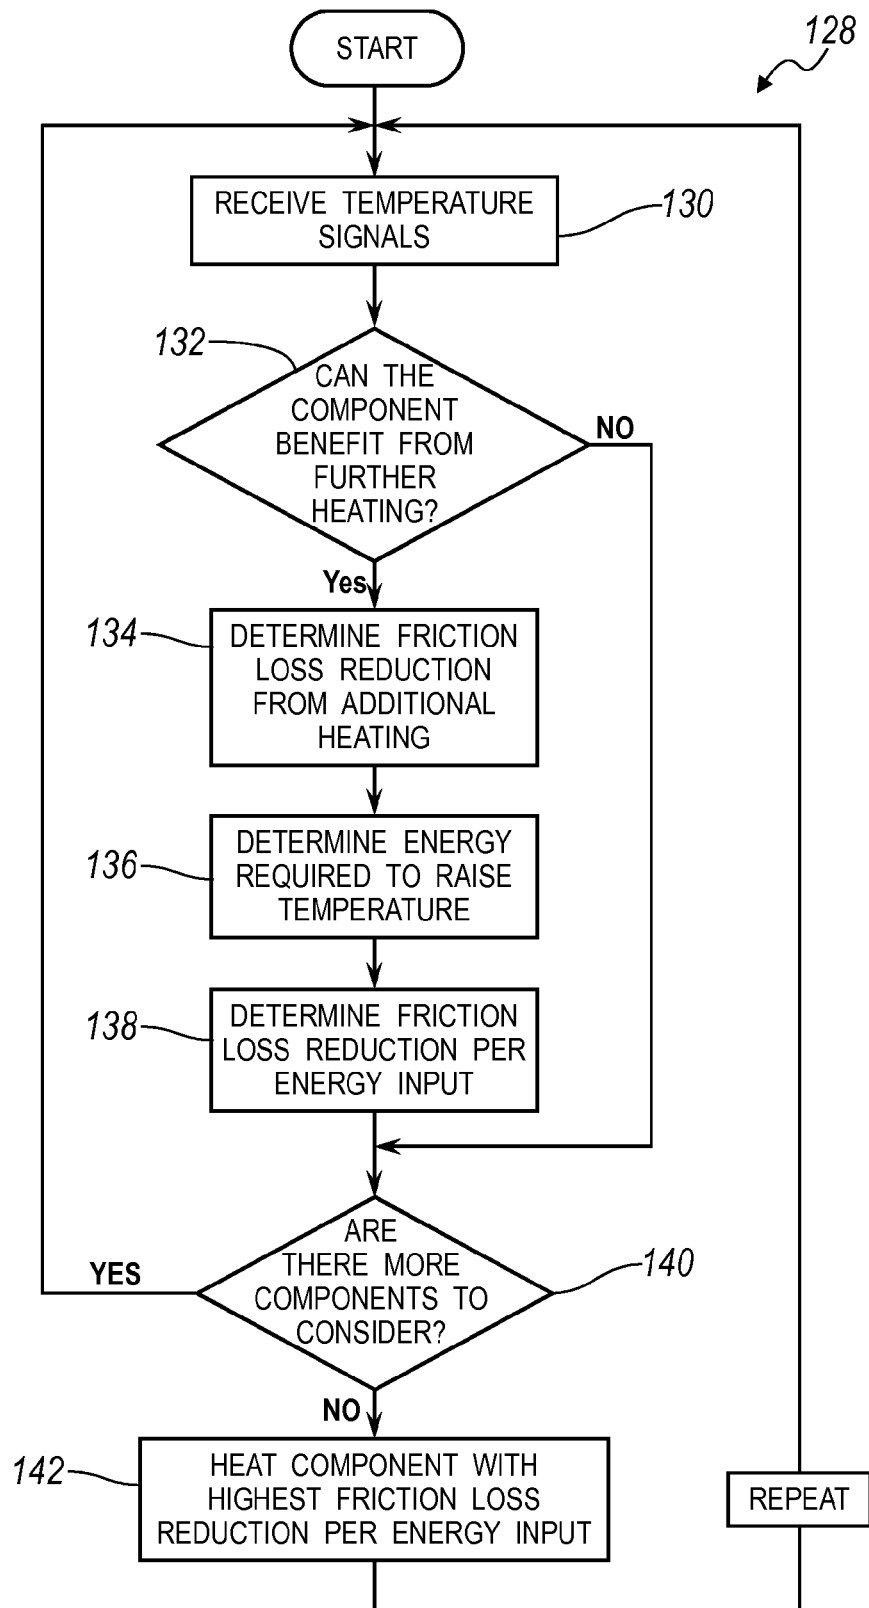 START
128
RECEIVE TEMPERATURE
SIGNALS
130
132
CAN THE
COMPONENT
BENEFIT FROM
FURTHER
HEATING?
NO
Yes
134
DETERMINE FRICTION
LOSS REDUCTION
FROM ADDITIONAL
HEATING
136
DETERMINE ENERGY
REQUIRED TO RAISE
TEMPERATURE
138
DETERMINE FRICTION
LOSS REDUCTION PER
ENERGY INPUT
ARE
THERE MORE
COMPONENTS TO
CONSIDER?
YES
140
NO
142
HEAT COMPONENT WITH
HIGHEST FRICTION LOSS
REDUCTION PER ENERGY INPUT
REPEAT